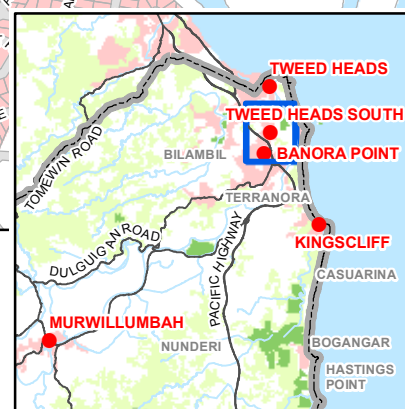 TWEED HEADS
TWEED HEADS SOUTH
BILAMBIL
BANORA POINT
TOMEWIN ROAD
TERRANORA
KINGSCLIFF
DULGUIGAN ROAD
PACIFIC HIGHWAY
CASUARINA
MURWILLUMBAH
NUNDERI
BOGANGAR
HASTINGS
POINT